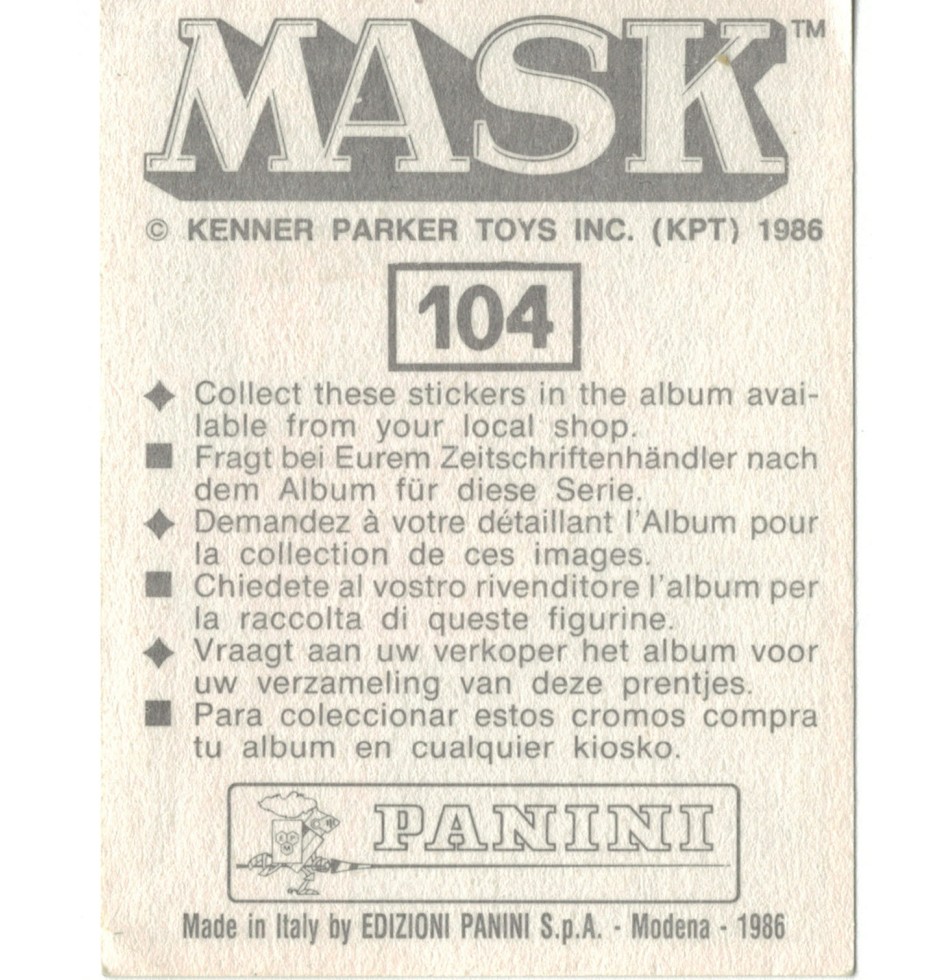 MASK™
© KENNER PARKER TOYS INC. (KPT) 1986
104
◆ Collect these stickers in the album avai-
lable from your local shop.
■ Fragt bei Eurem Zeitschriftenhändler nach
dem Album für diese Serie.
◆ Demandez à votre détaillant l'Album pour
la collection de ces images.
■ Chiedete al vostro rivenditore l'album per
la raccolta di queste figurine.
◆ Vraagt aan uw verkoper het album voor
uw verzameling van deze prentjes.
■ Para coleccionar estos cromos compra
tu album en cualquier kiosko.
PANINI
Made in Italy by EDIZIONI PANINI S.p.A. - Modena - 1986